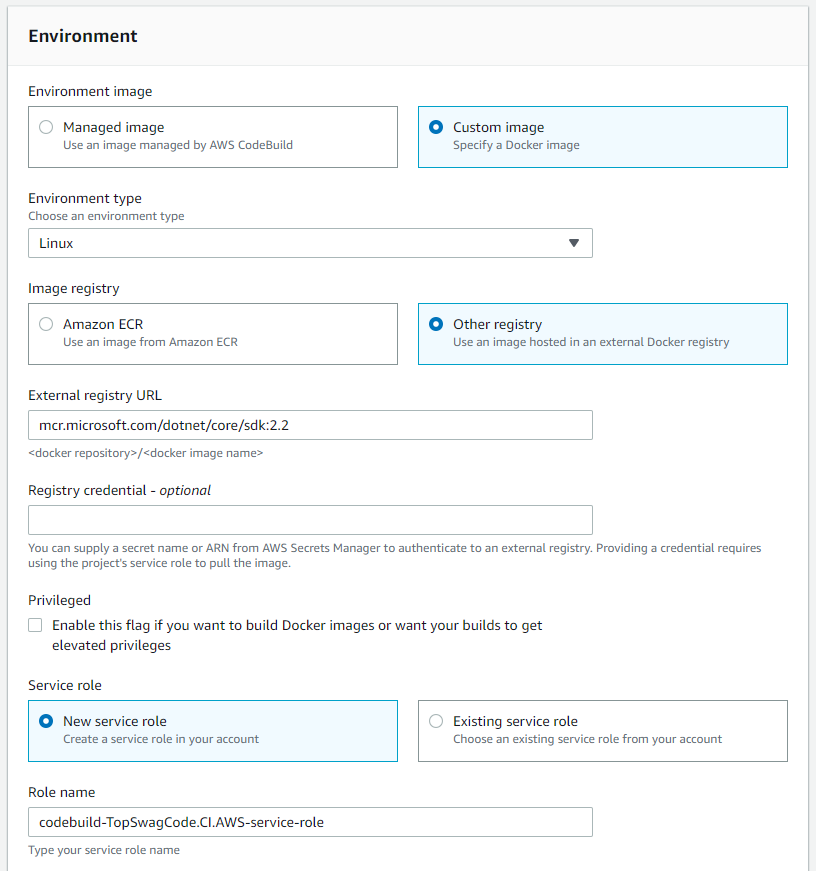 Environment
Environment image
Managed image
Use an image managed by AWS CodeBuild
Custom image
Specify a Docker image
Environment type
Choose an environment type
Linux
Image registry
Amazon ECR
Use an image from Amazon ECR
Other registry
Use an image hosted in an external Docker registry
External registry URL
mcr.microsoft.com/dotnet/core/sdk:2.2
<docker repository>/<docker image name>
Registry credential - optional
You can supply a secret name or ARN from AWS Secrets Manager to authenticate to an external registry. Providing a credential requires
using the project's service role to pull the image.
Privileged
Enable this flag if you want to build Docker images or want your builds to get
elevated privileges
Service role
New service role
Create a service role in your account
Existing service role
Choose an existing service role from your account
Role name
codebuild-TopSwagCode.CI.AWS-service-role
Type your service role name